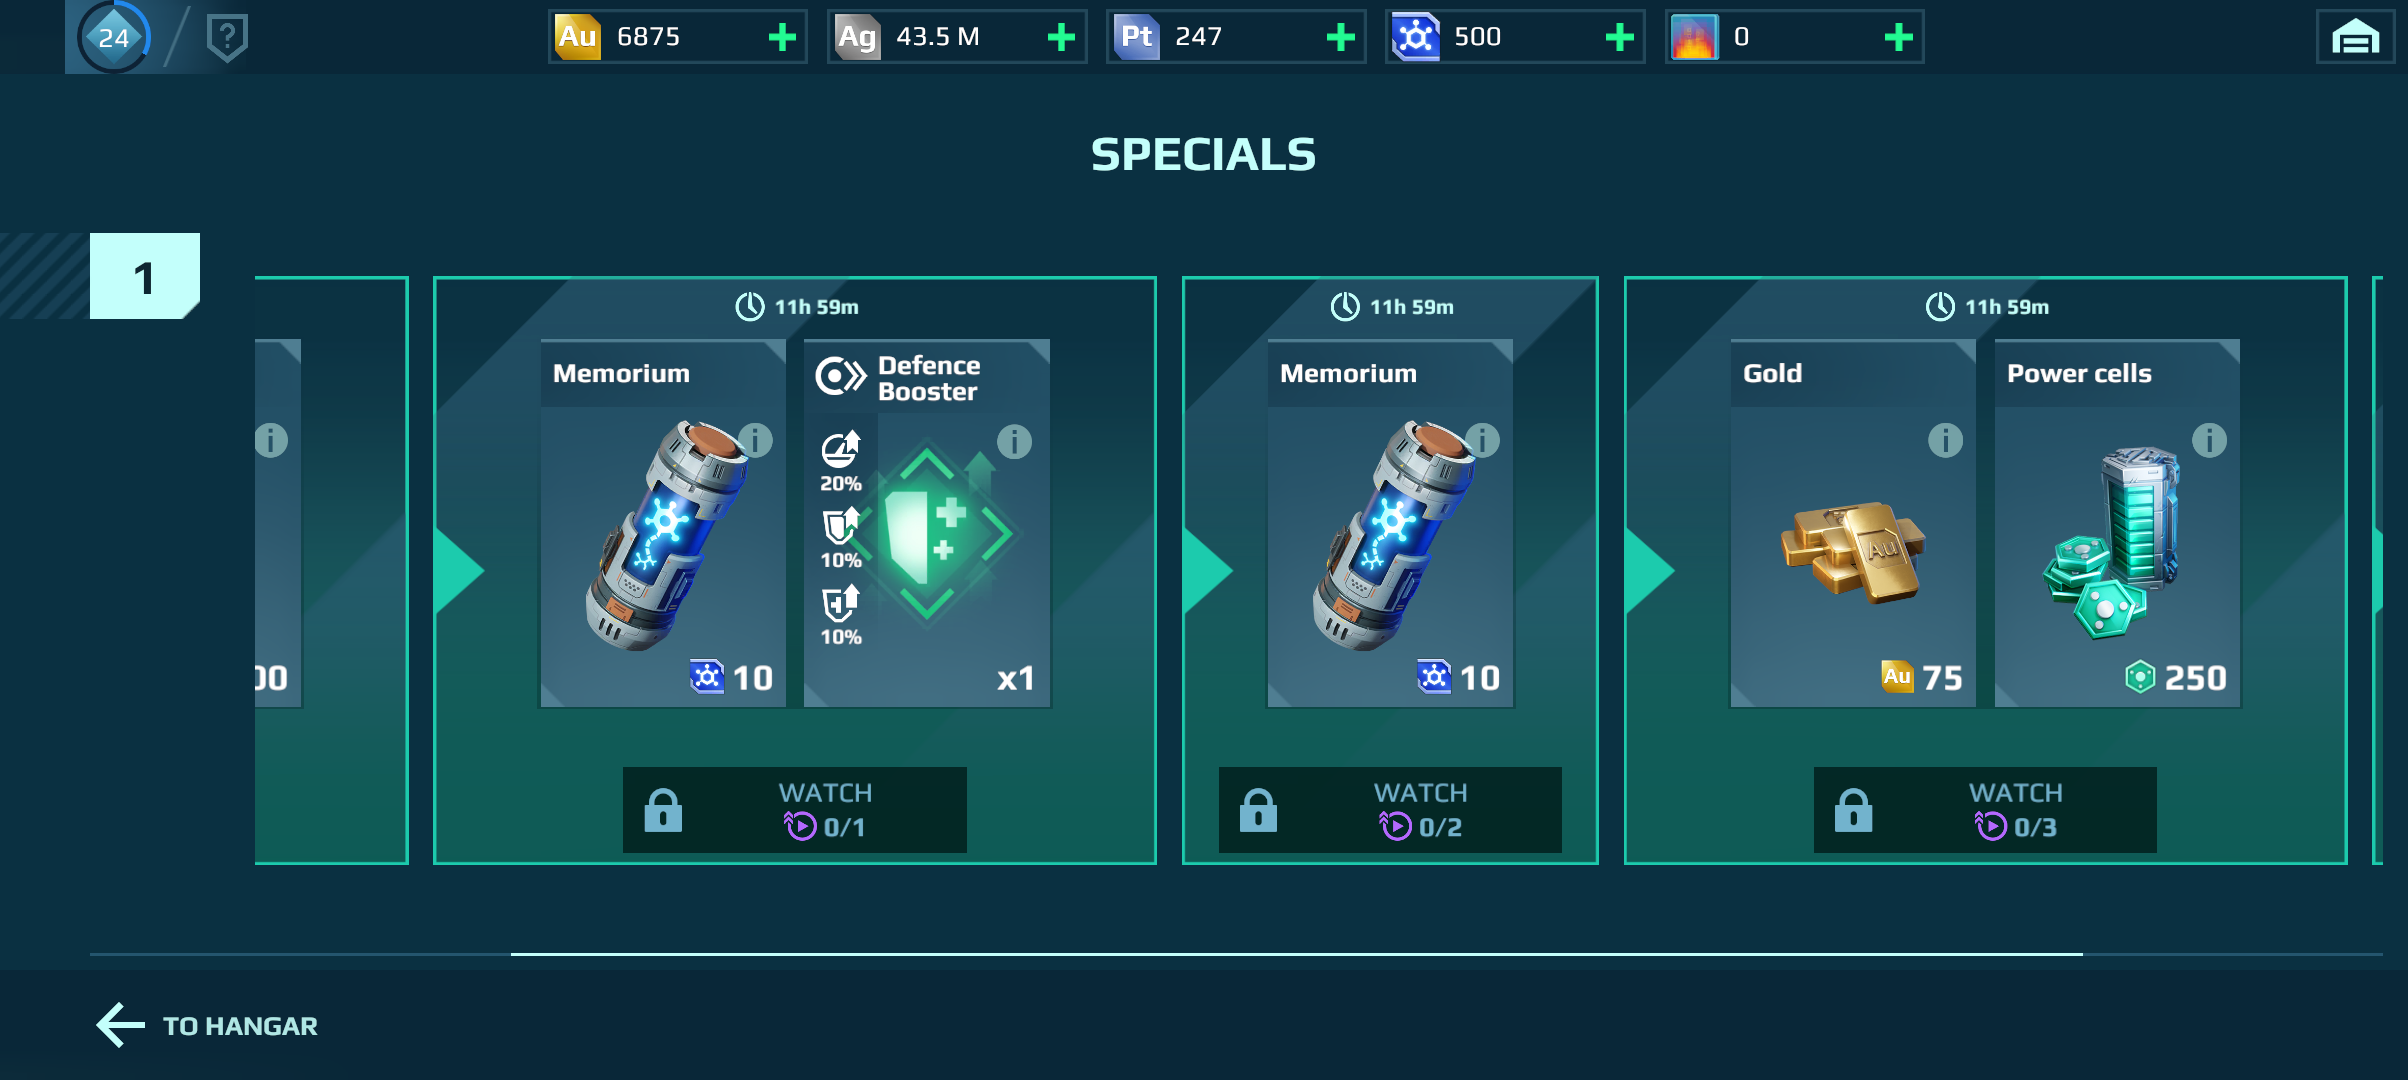 24
?
Au 6875
Ag 43.5 M
Pt 247
500
0
SPECIALS
1
00
11h 59m
Memorium
10
Defence
Booster
20%
10%
10%
x1
WATCH
0/1
11h 59m
Memorium
10
WATCH
0/2
11h 59m
Gold
Au
Au 75
Power cells
250
WATCH
0/3
TO HANGAR